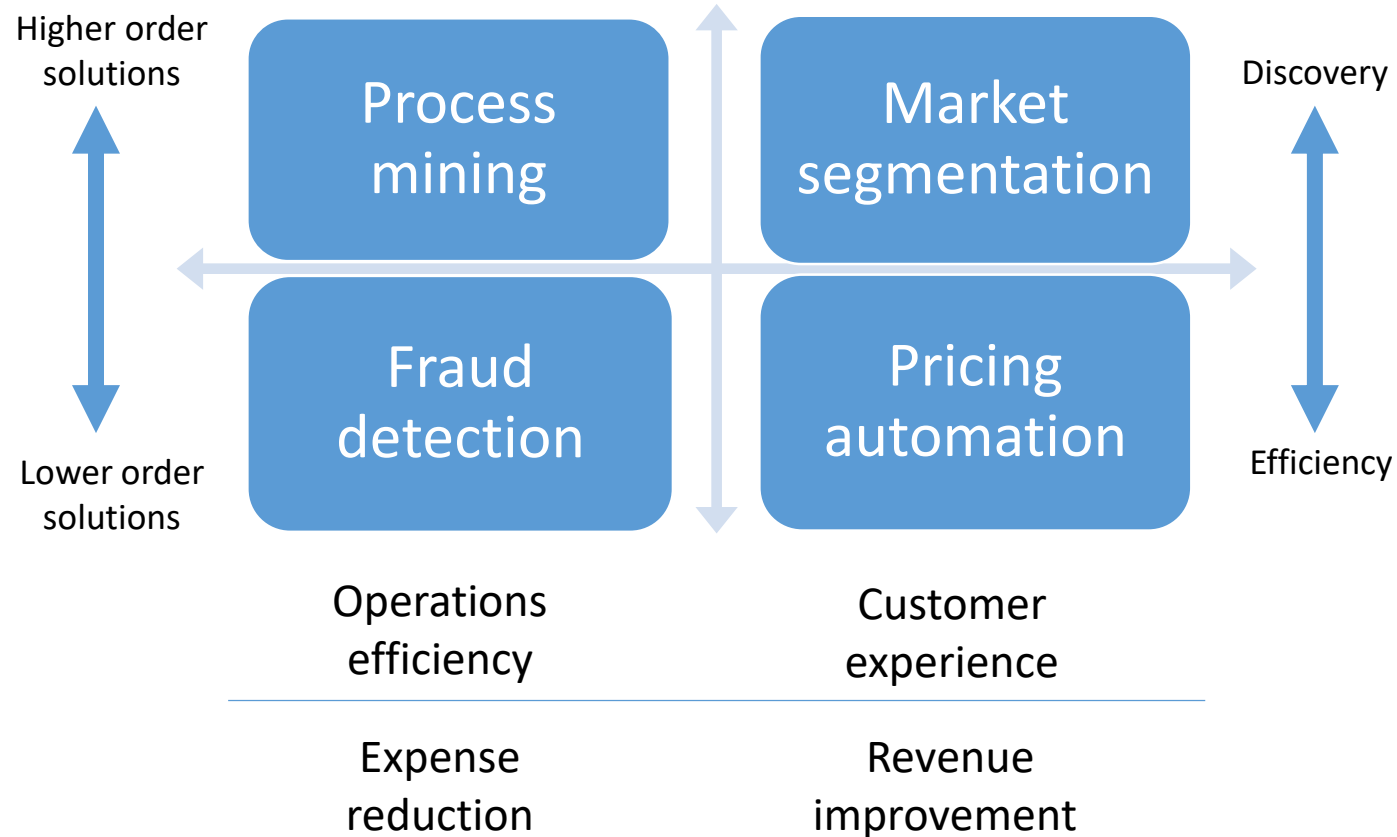 Higher order
solutions
Process
mining
Market
segmentation
Discovery
Lower order
solutions
Fraud
detection
Pricing
automation
Efficiency
Operations
efficiency
Customer
experience
Expense
reduction
Revenue
improvement